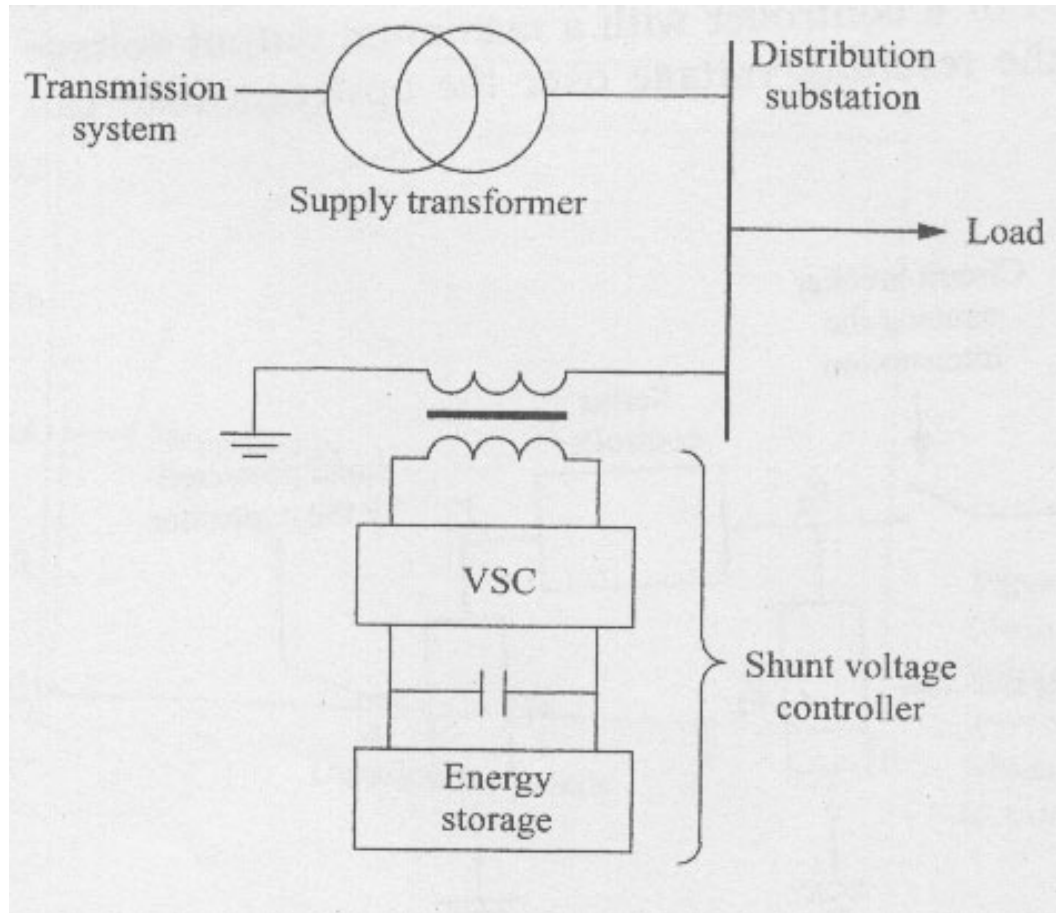 Transmission
system
Supply transformer
Distribution
substation
Load
VSC
Shunt voltage
controller
Energy
storage